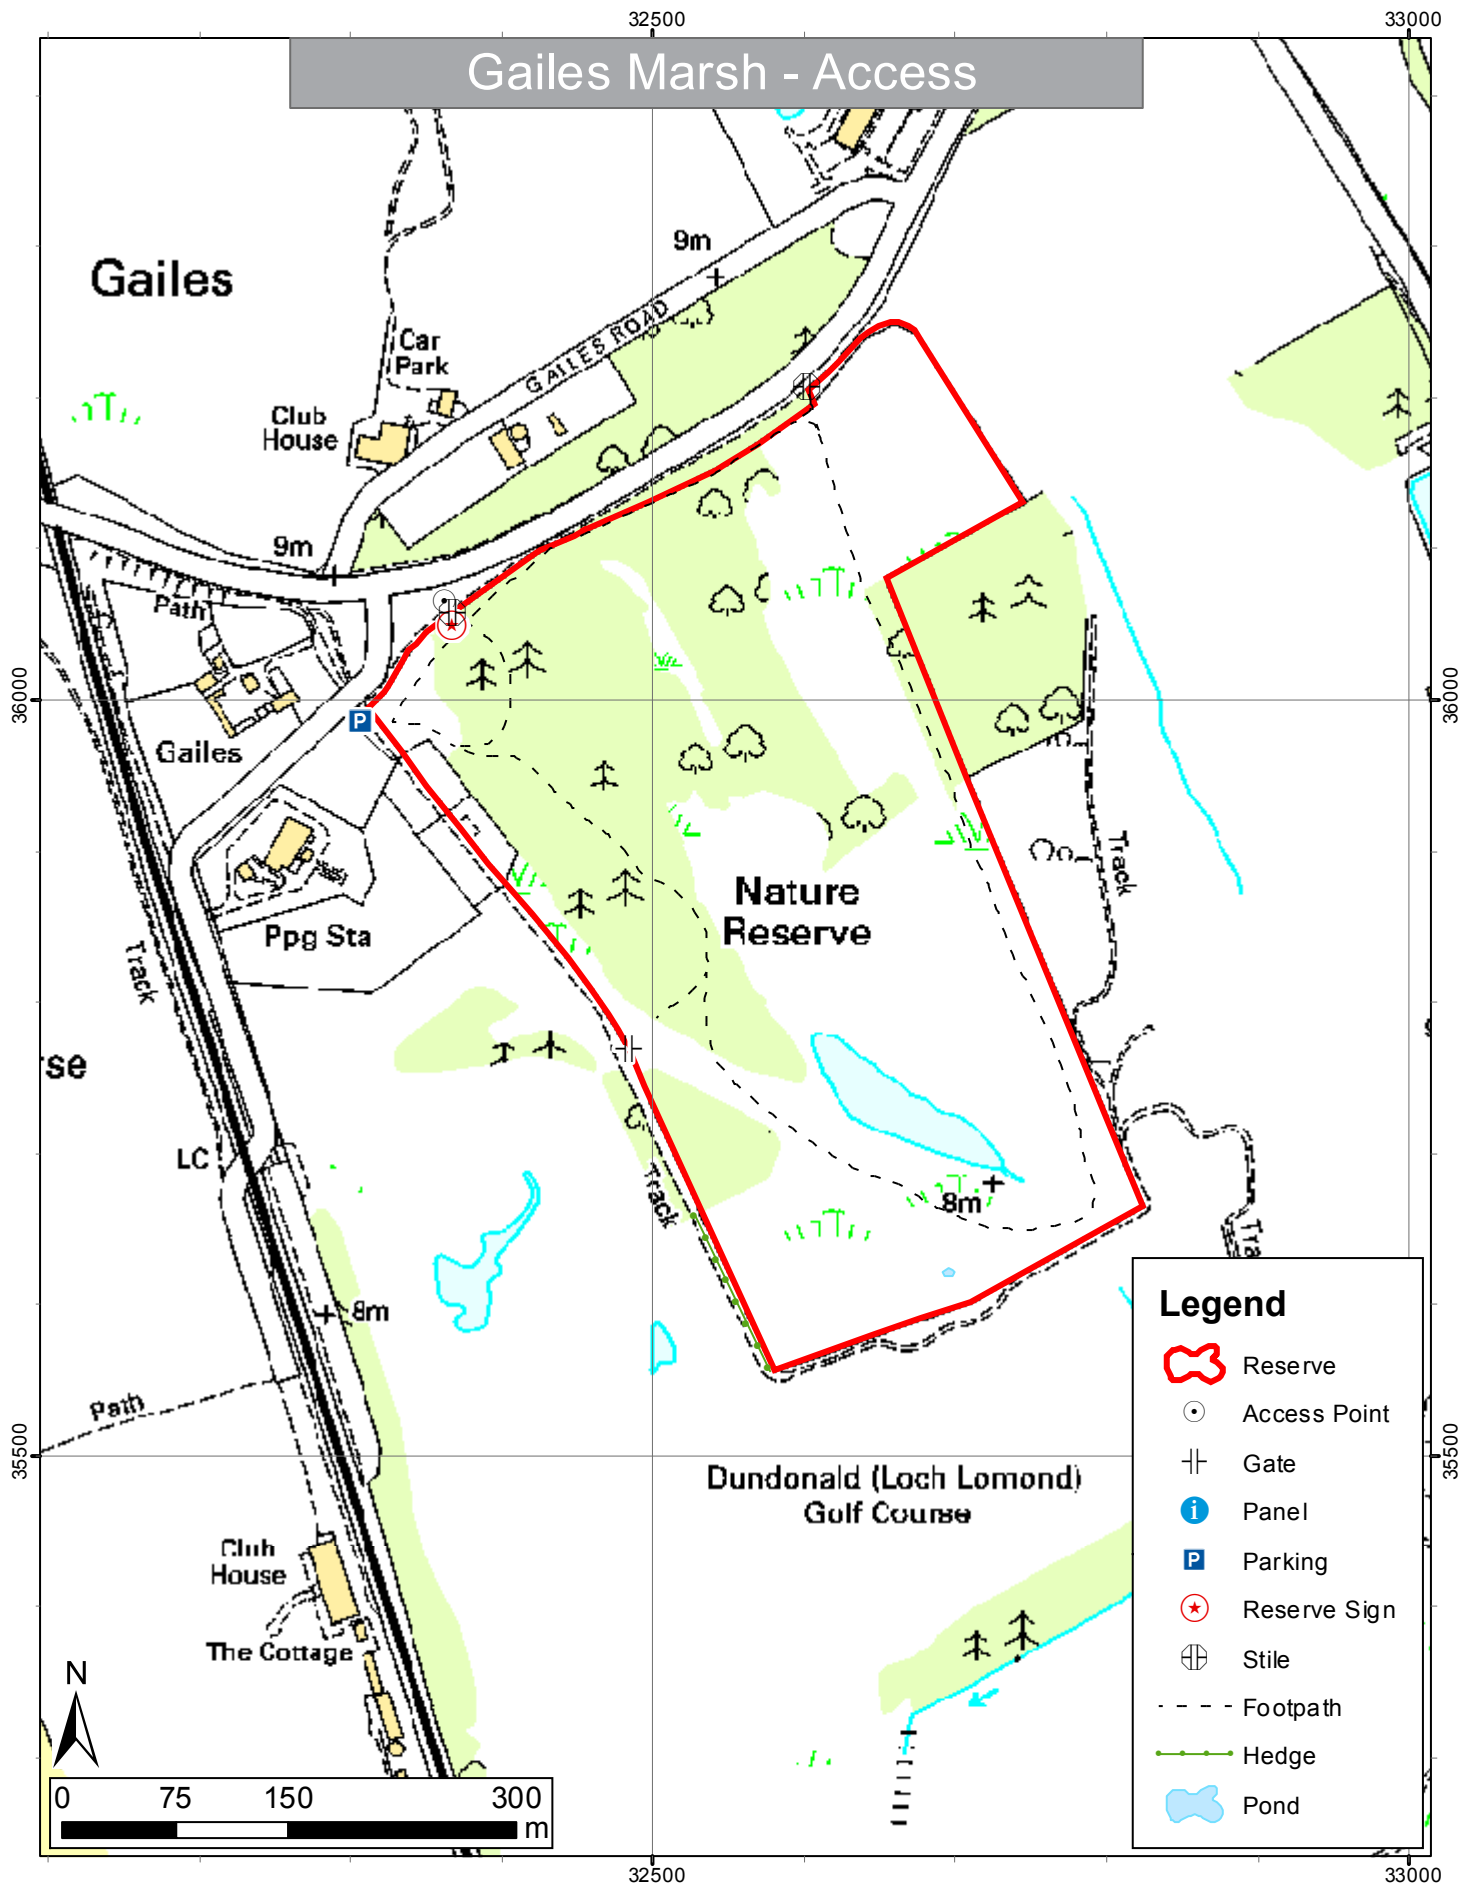 32500
33000
Gailes Marsh - Access
9m
Gailes
GAILES ROAD
Car
Park
Club
House
9m
Path
36000
36000
Gailes
Track
Nature
Reserve
Ppg Sta
Track
rse
LC
Track
8m
Tra
8m
Path
35500
35500
Dundonald (Loch Lomond)
Golf Course
Club
House
The Cottage
N
0 75 150 300
m
Legend
Reserve
Access Point
Gate
i Panel
P Parking
Reserve Sign
Stile
Footpath
Hedge
Pond
P
32500
33000